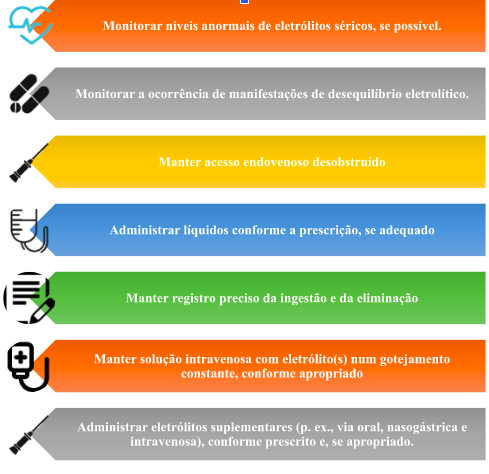 Monitorar níveis anormais de eletrólitos séricos, se possível.
Monitorar a ocorrência de manifestações de desequilíbrio eletrolítico.
Manter acesso endovenoso desobstruído
Administrar líquidos conforme a prescrição, se adequado
Manter registro preciso da ingestão e da eliminação
Manter solução intravenosa com eletrólito(s) num gotejamento
constante, conforme apropriado
Administrar eletrólitos suplementares (p. ex., via oral, nasogástrica e
intravenosa), conforme prescrito e, se apropriado.